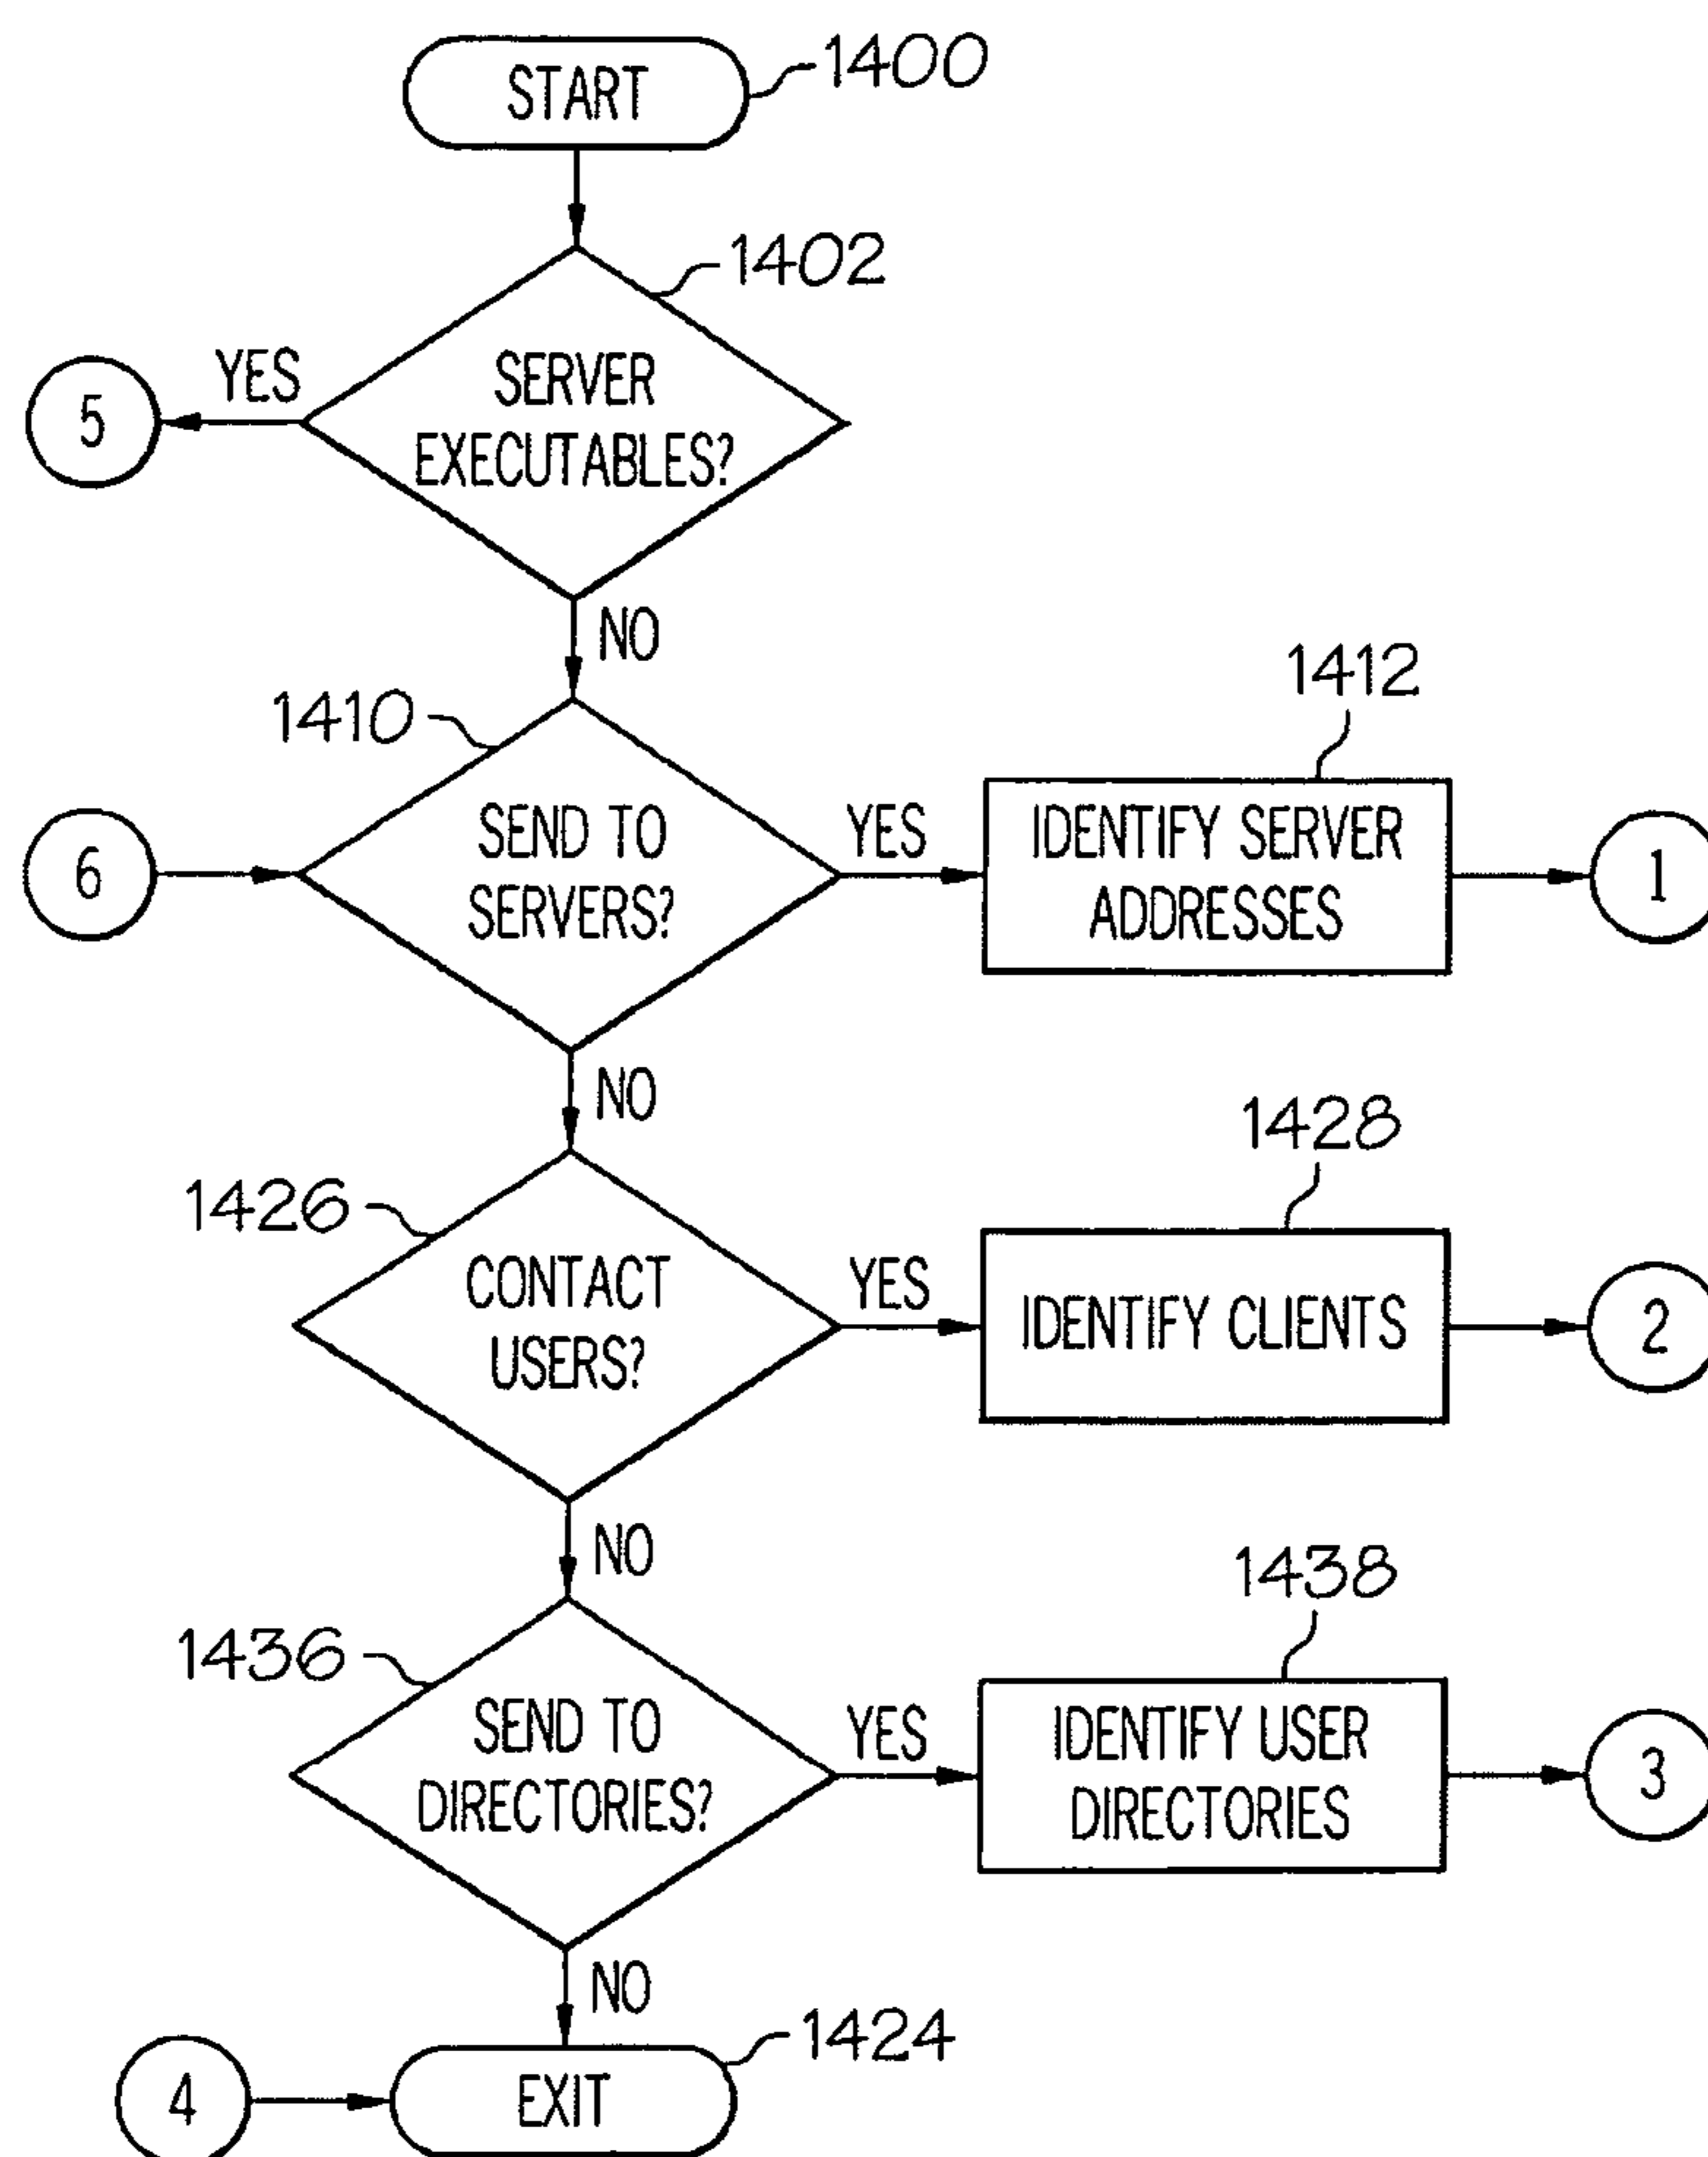 START
1400
1402
SERVER
EXECUTABLES?
YES
5
NO
1410
1412
6
SEND TO
SERVERS?
YES
IDENTIFY SERVER
ADDRESSES
1
NO
1426
1428
CONTACT
USERS?
YES
IDENTIFY CLIENTS
2
NO
1436
1438
SEND TO
DIRECTORIES?
YES
IDENTIFY USER
DIRECTORIES
3
NO
4
EXIT
1424